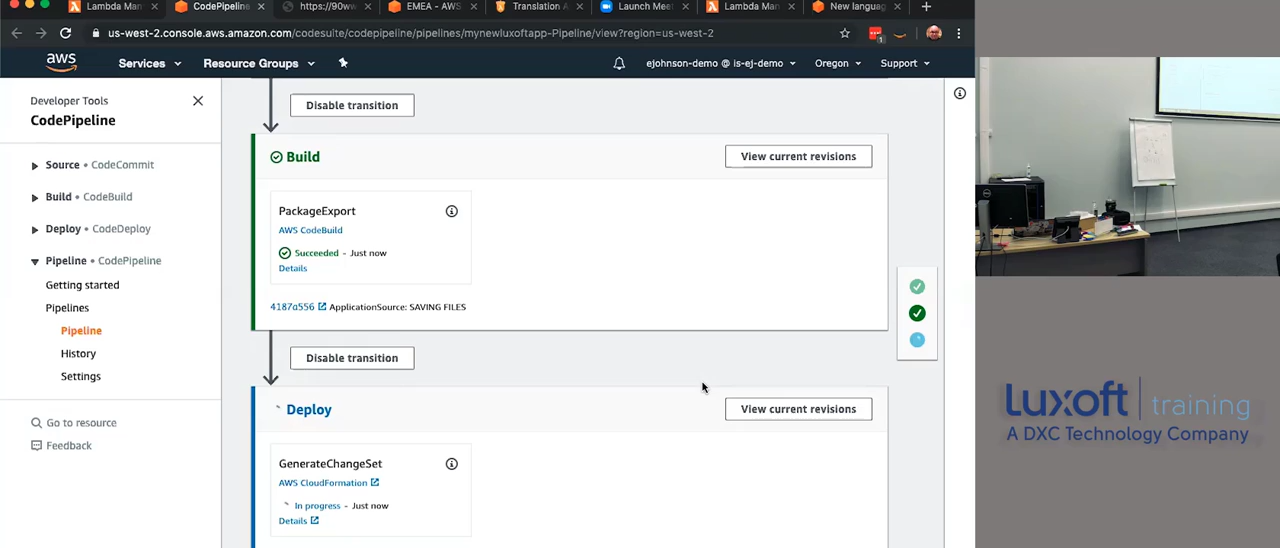 Lambda Man
CodePipeline
https://90ww
EMEA - AWS
Translation A
Launch Meet
Lambda Man
New langua
us-west-2.console.aws.amazon.com/codesuite/codepipeline/pipelines/mynewluxoftapp-Pipeline/view?region=us-west-2
1
aws
Services
Resource Groups
ejohnson-demo @ is-ej-demo
Oregon
Support
Developer Tools
CodePipeline
Source • CodeCommit
Build • CodeBuild
Deploy • CodeDeploy
Pipeline • CodePipeline
Getting started
Pipelines
Pipeline
History
Settings
Go to resource
Feedback
Disable transition
Build
View current revisions
PackageExport
AWS CodeBuild
Succeeded - Just now
Details
4187a556 ApplicationSource: SAVING FILES
Disable transition
Deploy
View current revisions
GenerateChangeSet
AWS CloudFormation
In progress - Just now
Details
luxoft training
A DXC Technology Company